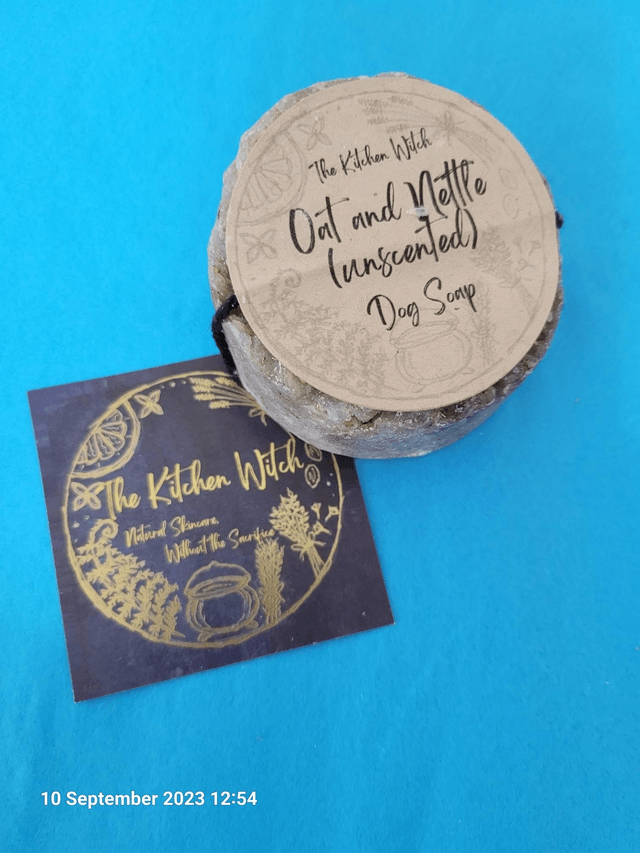 The Kitchen Witch
Oat and Nettle
(unscented)
Dog Soap
The Kitchen Witch
Natural Skincare,
Without the Sacrifice
10 September 2023 12:54